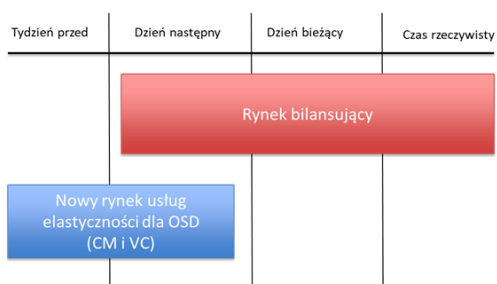 Tydzień przed
Dzień następny
Dzień bieżący
Czas rzeczywisty
Rynek bilansujący
Nowy rynek usług
elastyczności dla OSD
(CM i VC)